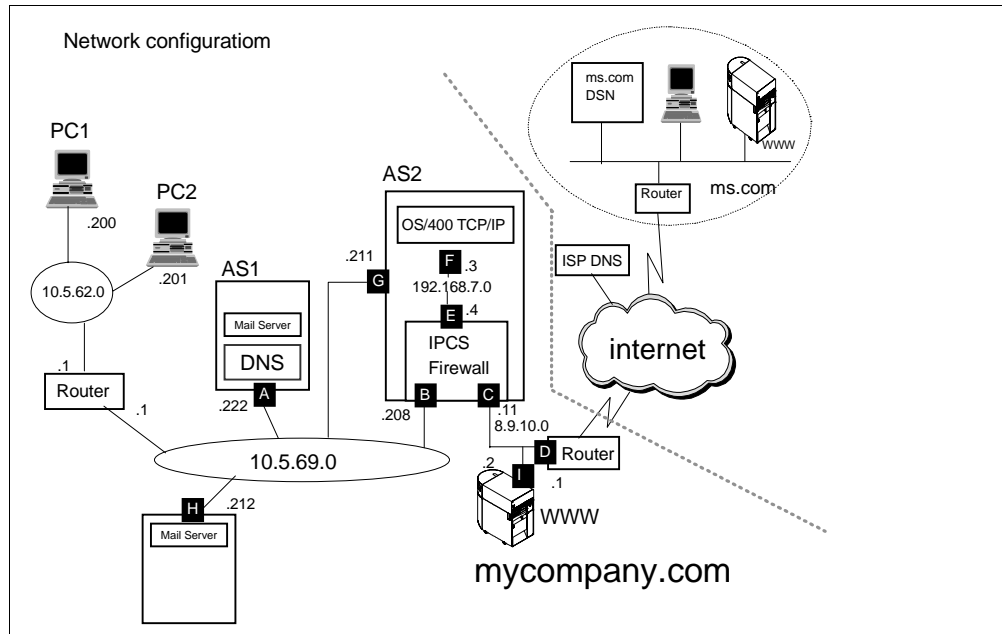 Network configuratiom
PC1
.200
PC2
.201
10.5.62.0
.1
Router
.1
AS1
Mail Server
DNS
A
.222
10.5.69.0
H
.212
Mail Server
AS2
OS/400 TCP/IP
.211
G
F
.3
192.168.7.0
E
.4
IPCS
Firewall
B
C
.208
.11
8.9.10.0
D
Router
.2
I
.1
WWW
mycompany.com
ms.com
DSN
WWW
Router
ms.com
ISP DNS
internet